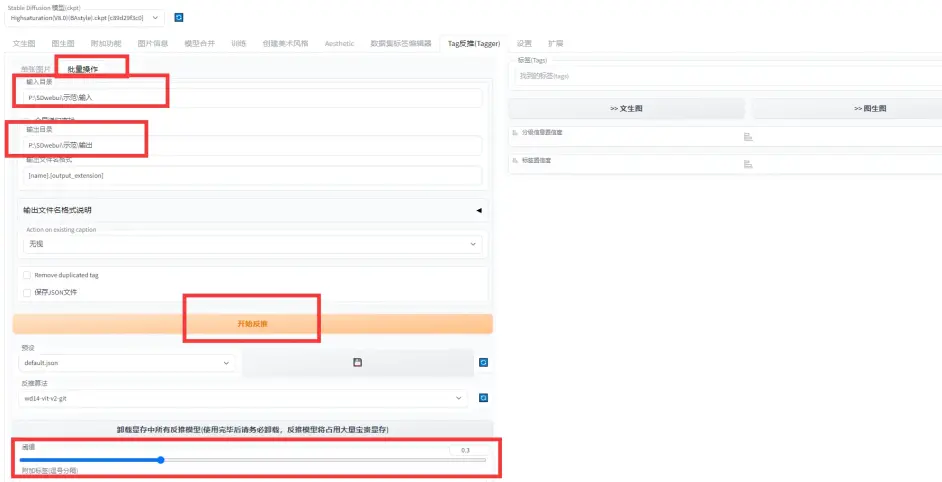 Stable Diffusion 模型(ckpt)
Highsaturation(V8.0)(BAstyle).ckpt [c89d29f3c0]
文生图 图生图 附加功能 图片信息 模型合并 训练 创建美术风格 Aesthetic 数据集标签编辑器 Tag反推(Tagger) 设置 扩展
单张图片 批量操作
输入目录
P:\SDwebui\示范\输入
输出目录
P:\SDwebui\示范\输出
输出文件名格式
[name].[output_extension]
输出文件名格式说明
Action on existing caption
无视
Remove duplicated tag
保存JSON文件
开始反推
预设
default.json
反推算法
wd14-vit-v2-git
卸载显存中所有反推模型(使用完毕后请务必卸载，反推模型将占用大量宝贵显存)
阈值
0.3
附加标签(逗号分隔)
标签(Tags)
找到的标签(tags)
>> 文生图 >> 图生图
分级信息置信度
标签置信度